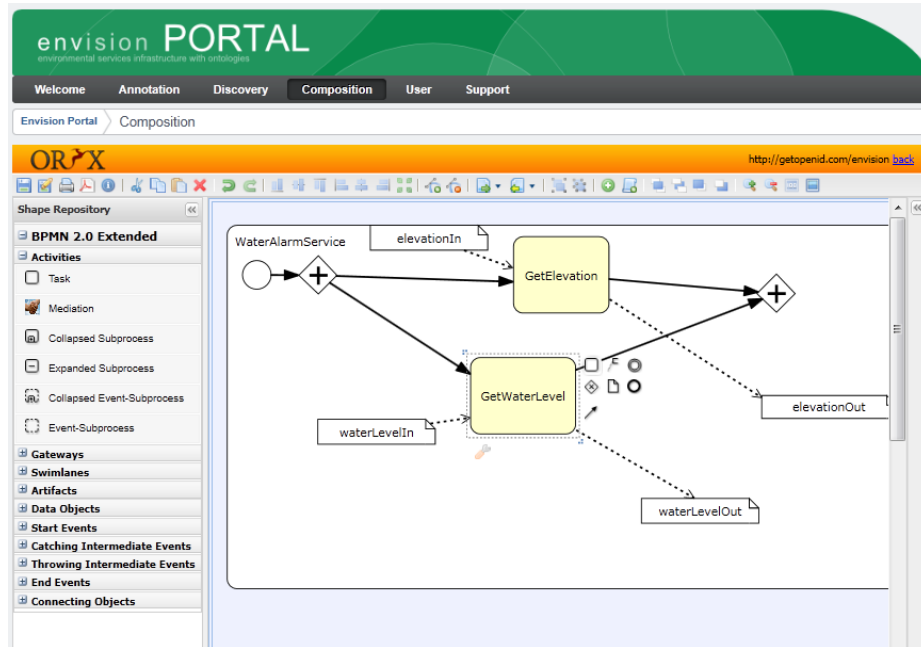 envision PORTAL
environmental services infrastructure with ontologies
Welcome Annotation Discovery Composition User Support
Envision Portal Composition
ORYX http://getopenid.com/envision back
Shape Repository
BPMN 2.0 Extended
Activities
Task
Mediation
Collapsed Subprocess
Expanded Subprocess
Collapsed Event-Subprocess
Event-Subprocess
Gateways
Swimlanes
Artifacts
Data Objects
Start Events
Catching Intermediate Events
Throwing Intermediate Events
End Events
Connecting Objects
WaterAlarmService
elevationIn
GetElevation
GetWaterLevel
elevationOut
waterLevelIn
waterLevelOut